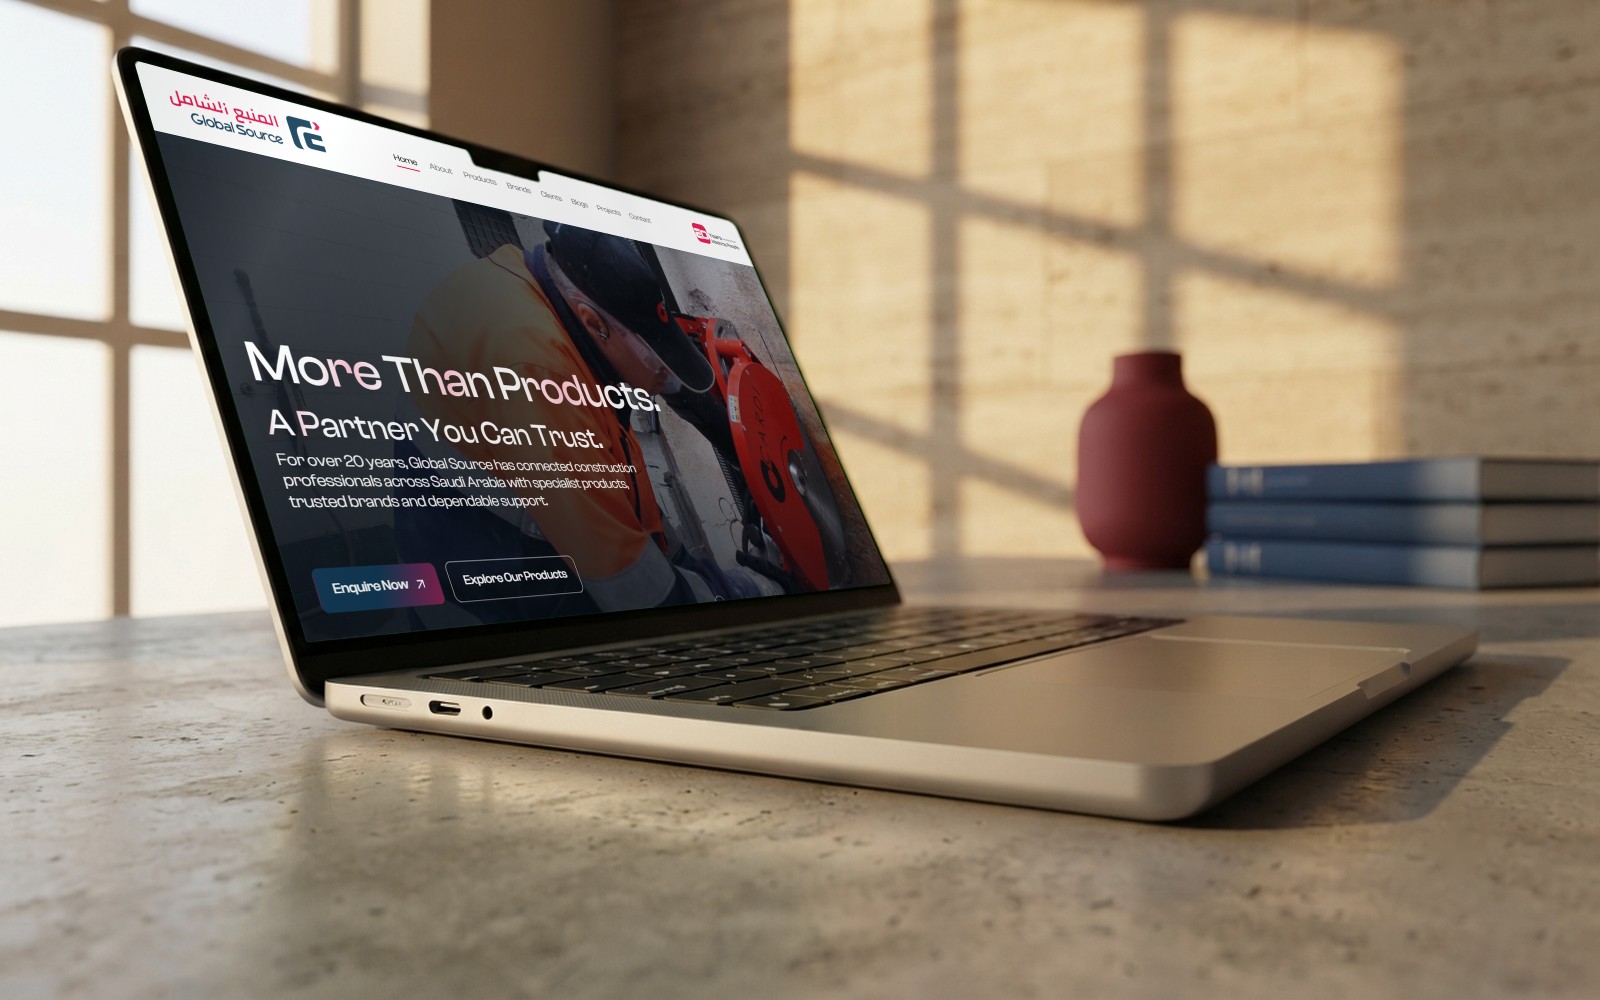 المنبع الشامل
Global Source
Home
About
Products
Brands
Clients
Blogs
Projects
Contact
More Than Products.
A Partner You Can Trust.
For over 20 years, Global Source has connected construction
professionals across Saudi Arabia with specialist products,
trusted brands and dependable support.
Enquire Now
Explore Our Products
CARDI